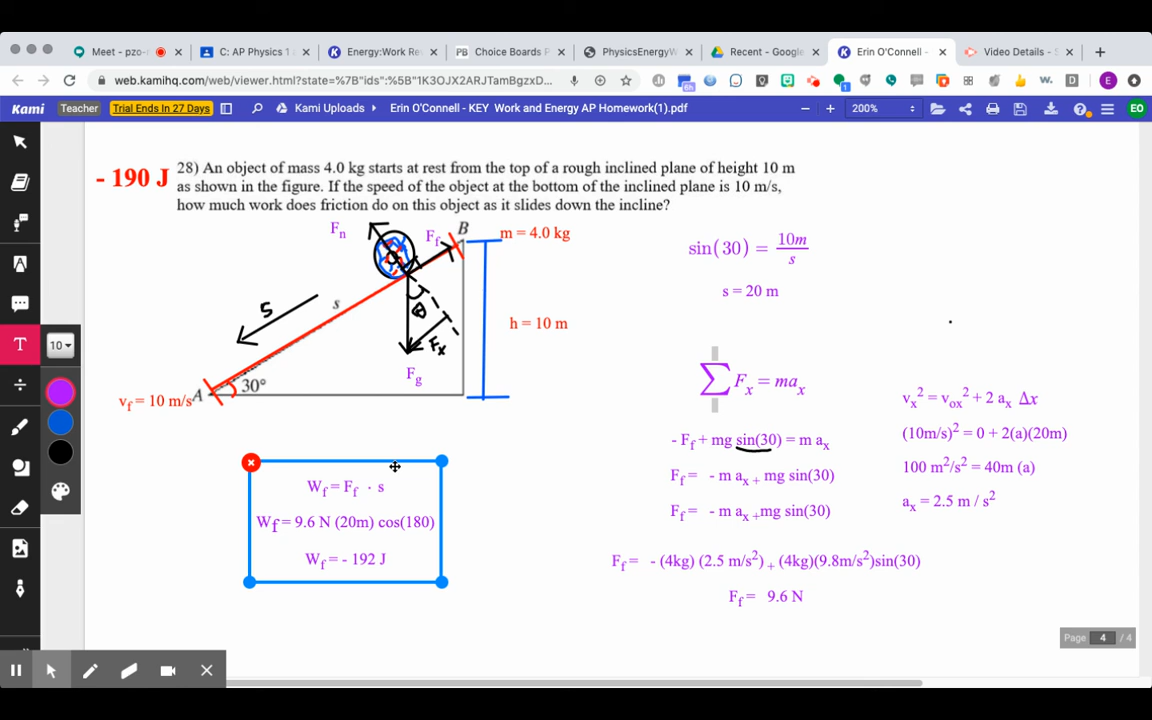 Meet - pzo-
C: AP Physics 1
Energy:Work Re
Choice Boards P
PhysicsEnergyW
Recent - Google
Erin O'Connell -
Video Details - S
web.kamihq.com/web/viewer.html?state=%7B"ids":%5B"1K3OJX2ARJTamBgzxD...
Kami
Teacher
Trial Ends In 27 Days
Kami Uploads
Erin O'Connell - KEY Work and Energy AP Homework(1).pdf
200%
EO
- 190 J
28) An object of mass 4.0 kg starts at rest from the top of a rough inclined plane of height 10 m
as shown in the figure. If the speed of the object at the bottom of the inclined plane is 10 m/s,
how much work does friction do on this object as it slides down the incline?
Fn
Ff
B
m = 4.0 kg
S
s
θ
Fx
h = 10 m
Fg
30°
A
vf = 10 m/s
sin(30) = 10m / s
s = 20 m
∑ Fx = max
- Ff + mg sin(30) = m ax
Ff = - m ax + mg sin(30)
Ff = - m ax +mg sin(30)
Ff = - (4kg) (2.5 m/s²) + (4kg)(9.8m/s²)sin(30)
Ff = 9.6 N
vx² = vox² + 2 ax Δx
(10m/s)² = 0 + 2(a)(20m)
100 m²/s² = 40m (a)
ax = 2.5 m / s²
Wf = Ff · s
Wf = 9.6 N (20m) cos(180)
Wf = - 192 J
10
T
Page 4 / 4